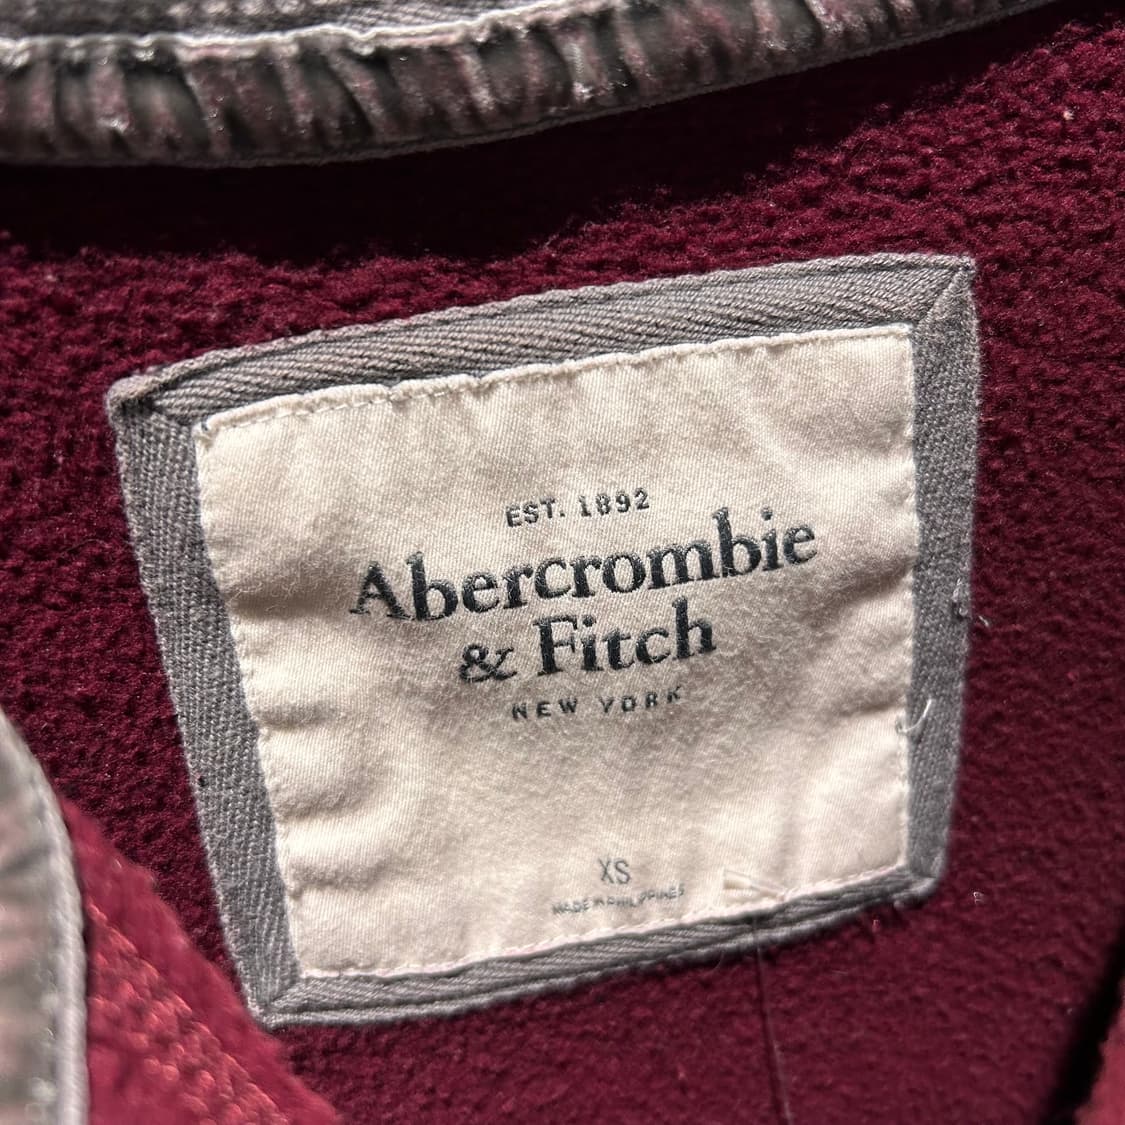 EST. 1892
Abercrombie
& Fitch
NEW YORK
XS
MADE IN PHILIPPINES